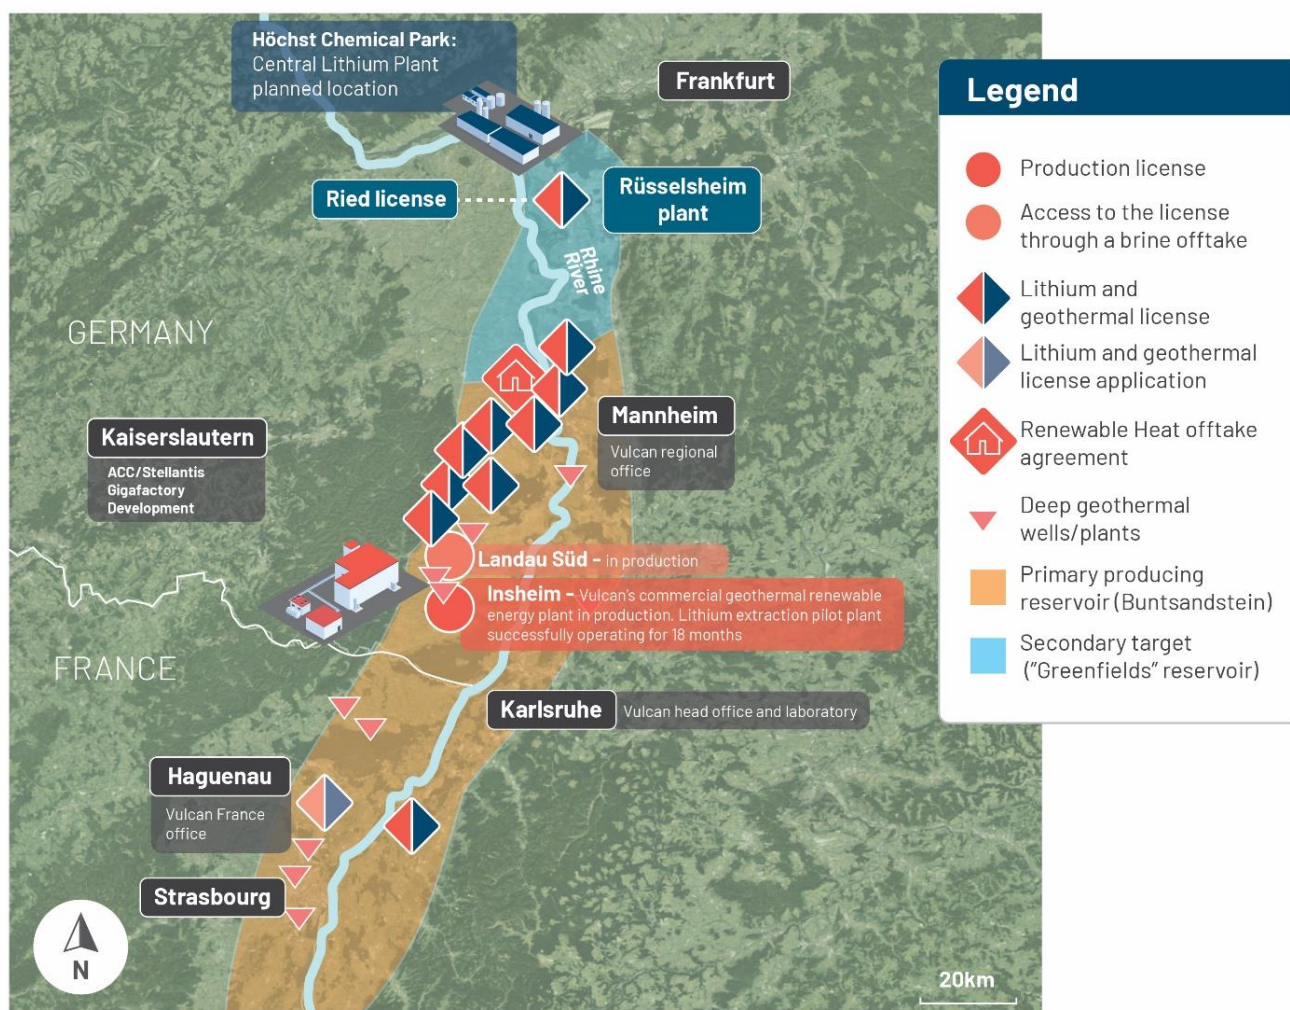 Höchst Chemical Park:
Central Lithium Plant
planned location
Frankfurt
Ried license
Rüsselsheim
plant
Rhine
River
GERMANY
Kaiserslautern
ACC/Stellantis
Gigafactory
Development
Mannheim
Vulcan regional
office
Landau Süd - in production
Insheim - Vulcan's commercial geothermal renewable
energy plant in production. Lithium extraction pilot plant
successfully operating for 18 months
FRANCE
Karlsruhe Vulcan head office and laboratory
Haguenau
Vulcan France
office
Strasbourg
N
20km
Legend
Production license
Access to the license
through a brine offtake
Lithium and
geothermal license
Lithium and geothermal
license application
Renewable Heat offtake
agreement
Deep geothermal
wells/plants
Primary producing
reservoir (Buntsandstein)
Secondary target
("Greenfields" reservoir)